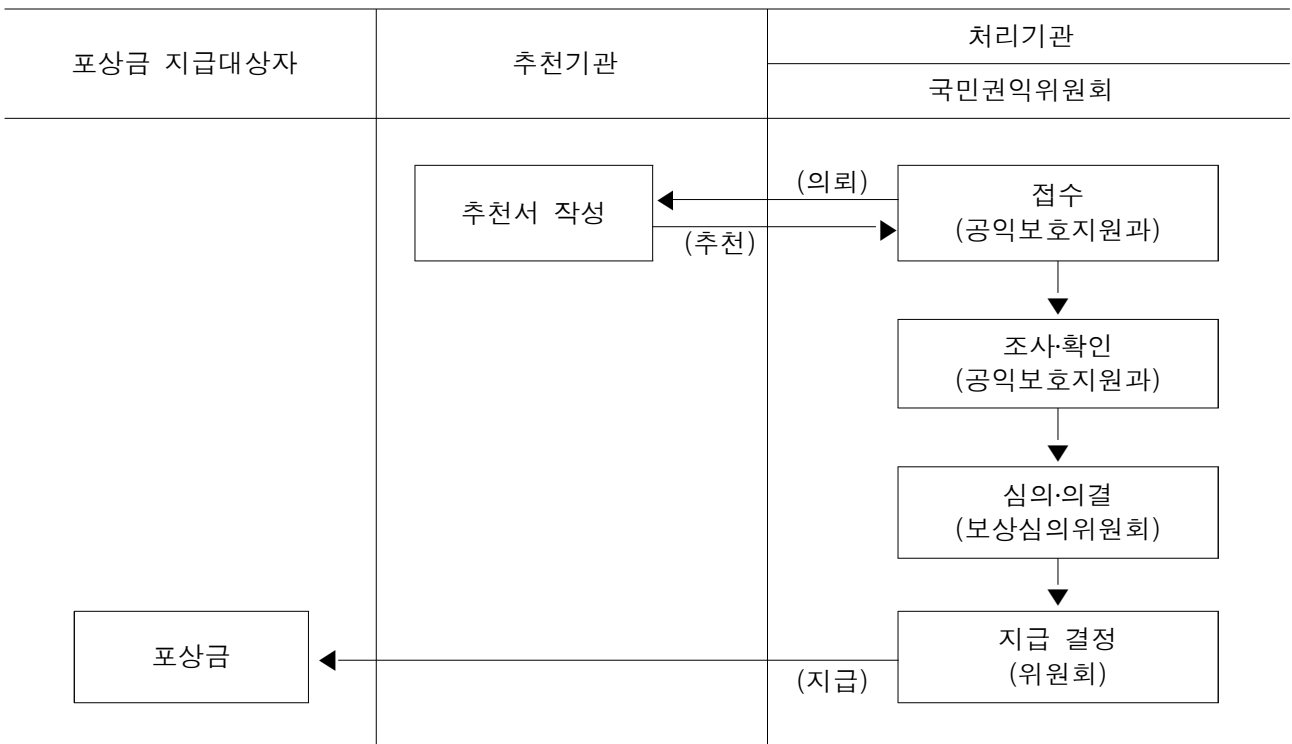 포상금 지급대상자
추천기관
처리기관
국민권익위원회
추천서 작성
(의뢰)
(추천)
접수
(공익보호지원과)
조사·확인
(공익보호지원과)
심의·의결
(보상심의위원회)
포상금
(지급)
지급 결정
(위원회)